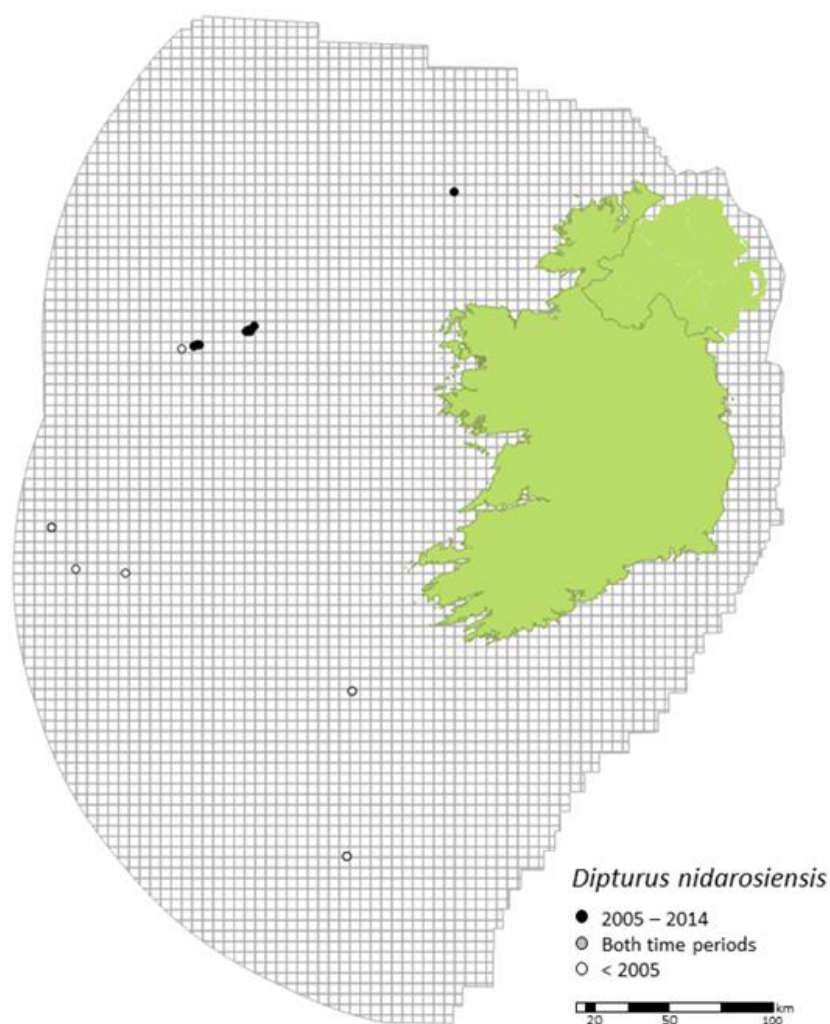 Dipturus nidarosiensis
2005 – 2014
Both time periods
< 2005
km
20 50 100